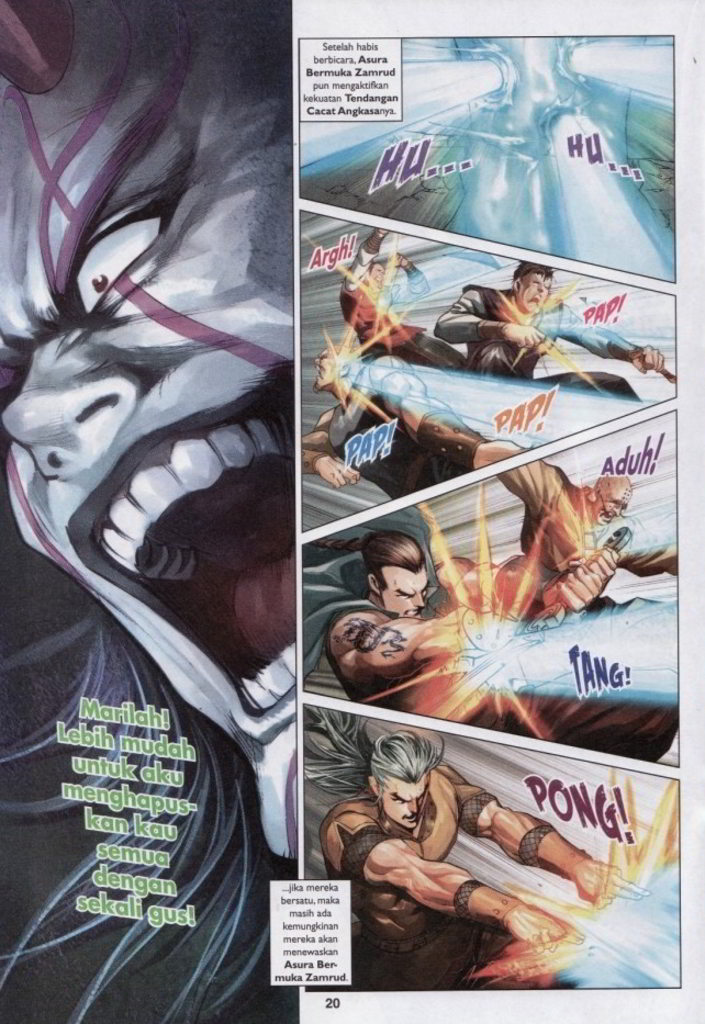 Setelah habis
berbicara, Asura
Bermuka Zamrud
pun mengaktifkan
kekuatan Tendangan
Cacat Angkasanya.
HU...
HU...
Argh!
PAP!
PAP!
PAP!
Aduh!
TANG!
PONG!
Marilah!
Lebih mudah
untuk aku
menghapus-
kan kau
semua
dengan
sekali gus!
...jika mereka
bersatu, maka
masih ada
kemungkinan
mereka akan
menewaskan
Asura Ber-
muka Zamrud.
20